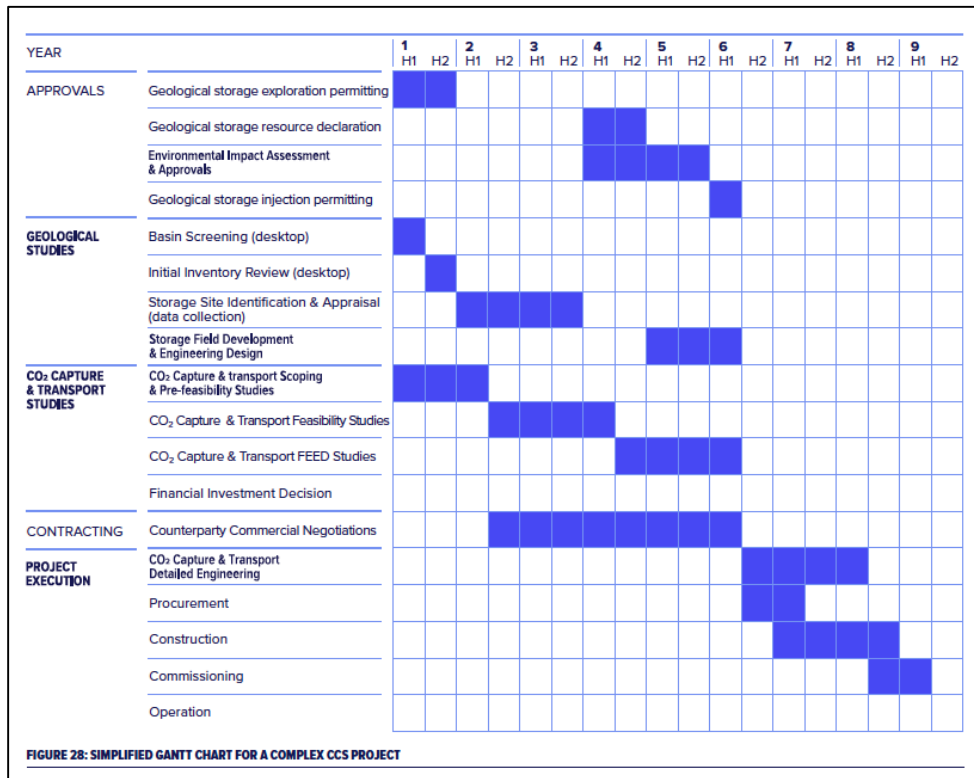 YEAR
1 2 3 4 5 6 7 8 9
H1 H2 H1 H2 H1 H2 H1 H2 H1 H2 H1 H2 H1 H2 H1 H2 H1 H2
APPROVALS
Geological storage exploration permitting
Geological storage resource declaration
Environmental Impact Assessment
& Approvals
Geological storage injection permitting
GEOLOGICAL
STUDIES
Basin Screening (desktop)
Initial Inventory Review (desktop)
Storage Site Identification & Appraisal
(data collection)
Storage Field Development
& Engineering Design
CO₂ CAPTURE
& TRANSPORT
STUDIES
CO₂ Capture & transport Scoping
& Pre-feasibility Studies
CO₂ Capture & Transport Feasibility Studies
CO₂ Capture & Transport FEED Studies
Financial Investment Decision
CONTRACTING
Counterparty Commercial Negotiations
PROJECT
EXECUTION
CO₂ Capture & Transport
Detailed Engineering
Procurement
Construction
Commissioning
Operation
FIGURE 28: SIMPLIFIED GANTT CHART FOR A COMPLEX CCS PROJECT